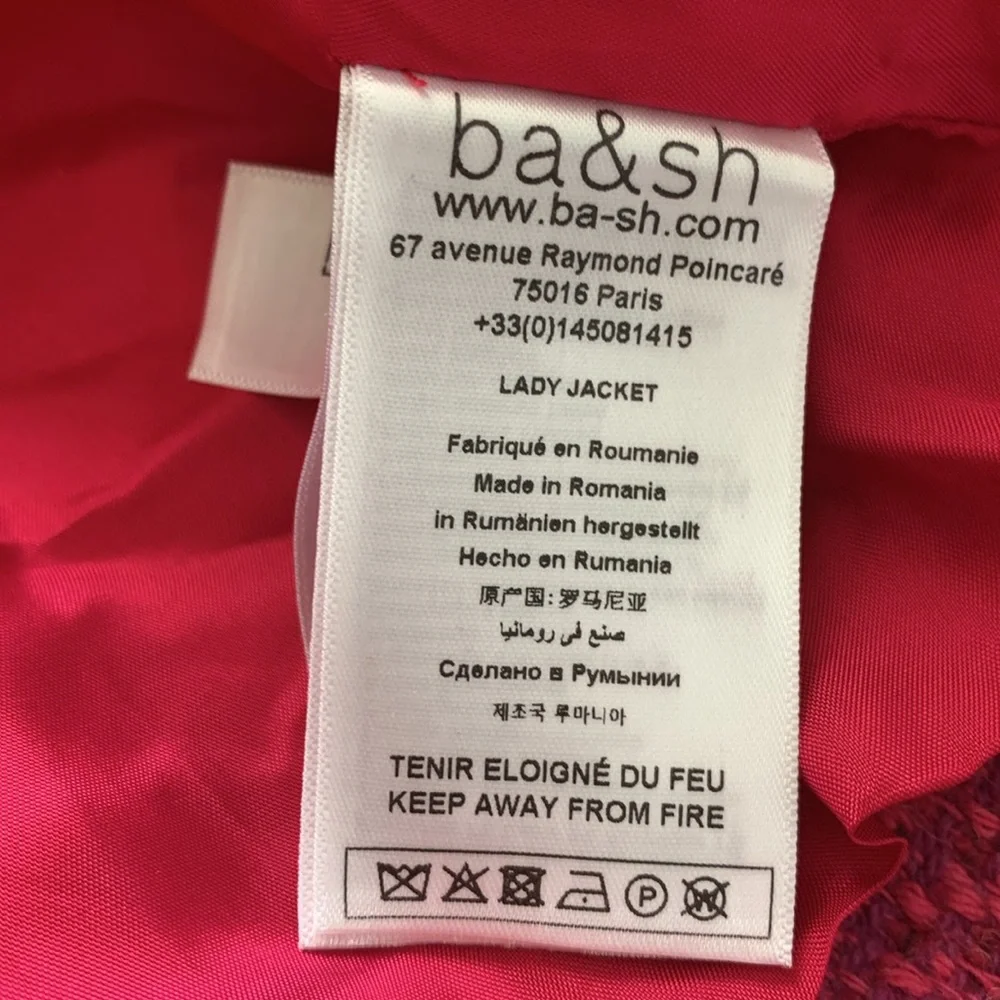 ba&sh
www.ba-sh.com
67 avenue Raymond Poincaré
75016 Paris
+33(0)145081415
LADY JACKET
Fabriqué en Roumanie
Made in Romania
in Rumänien hergestellt
Hecho en Rumania
原产国:罗马尼亚
صنع في رومانيا
Сделано в Румынии
제조국 루마니아
TENIR ELOIGNÉ DU FEU
KEEP AWAY FROM FIRE
P W